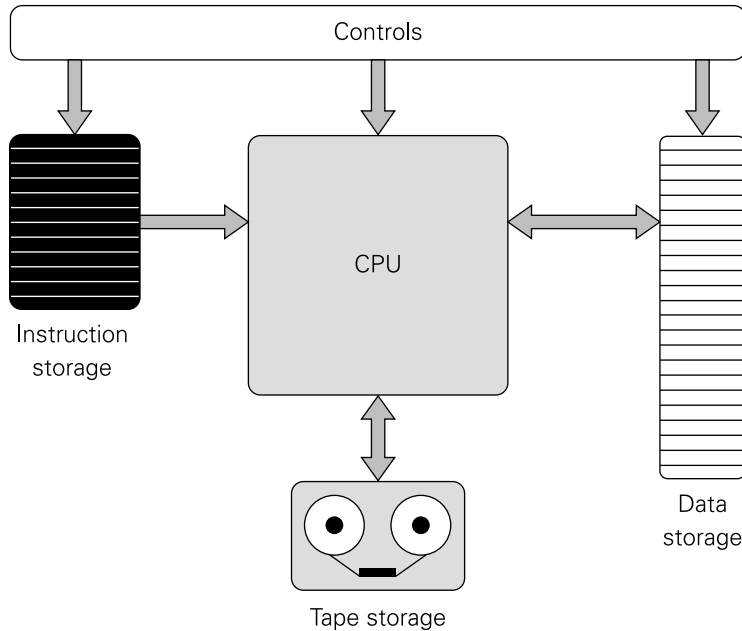 Controls
CPU
Instruction
storage
Data
storage
Tape storage